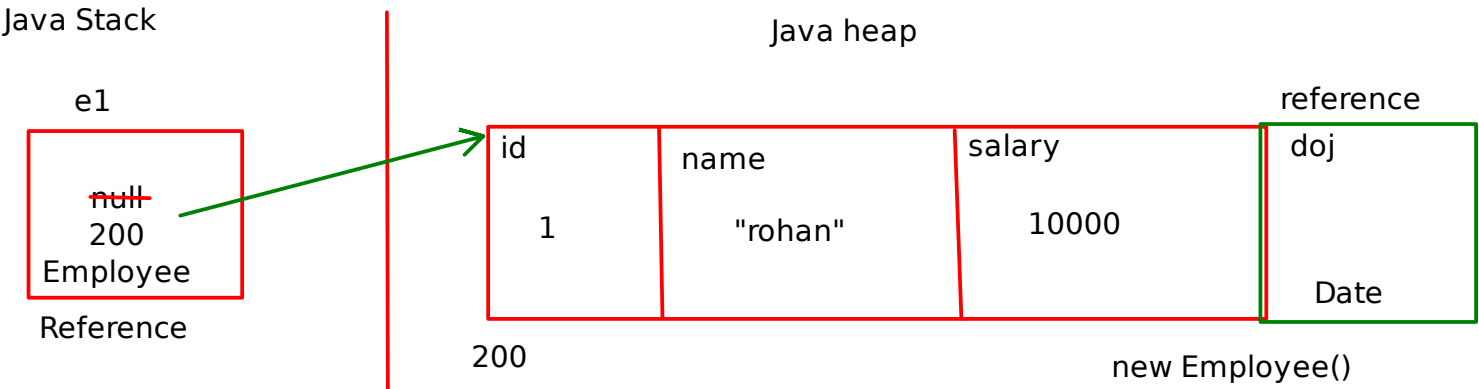 Java Stack
Java heap
e1
reference
null
200
Employee
Reference
id
1
name
"rohan"
salary
10000
doj
Date
200
new Employee()